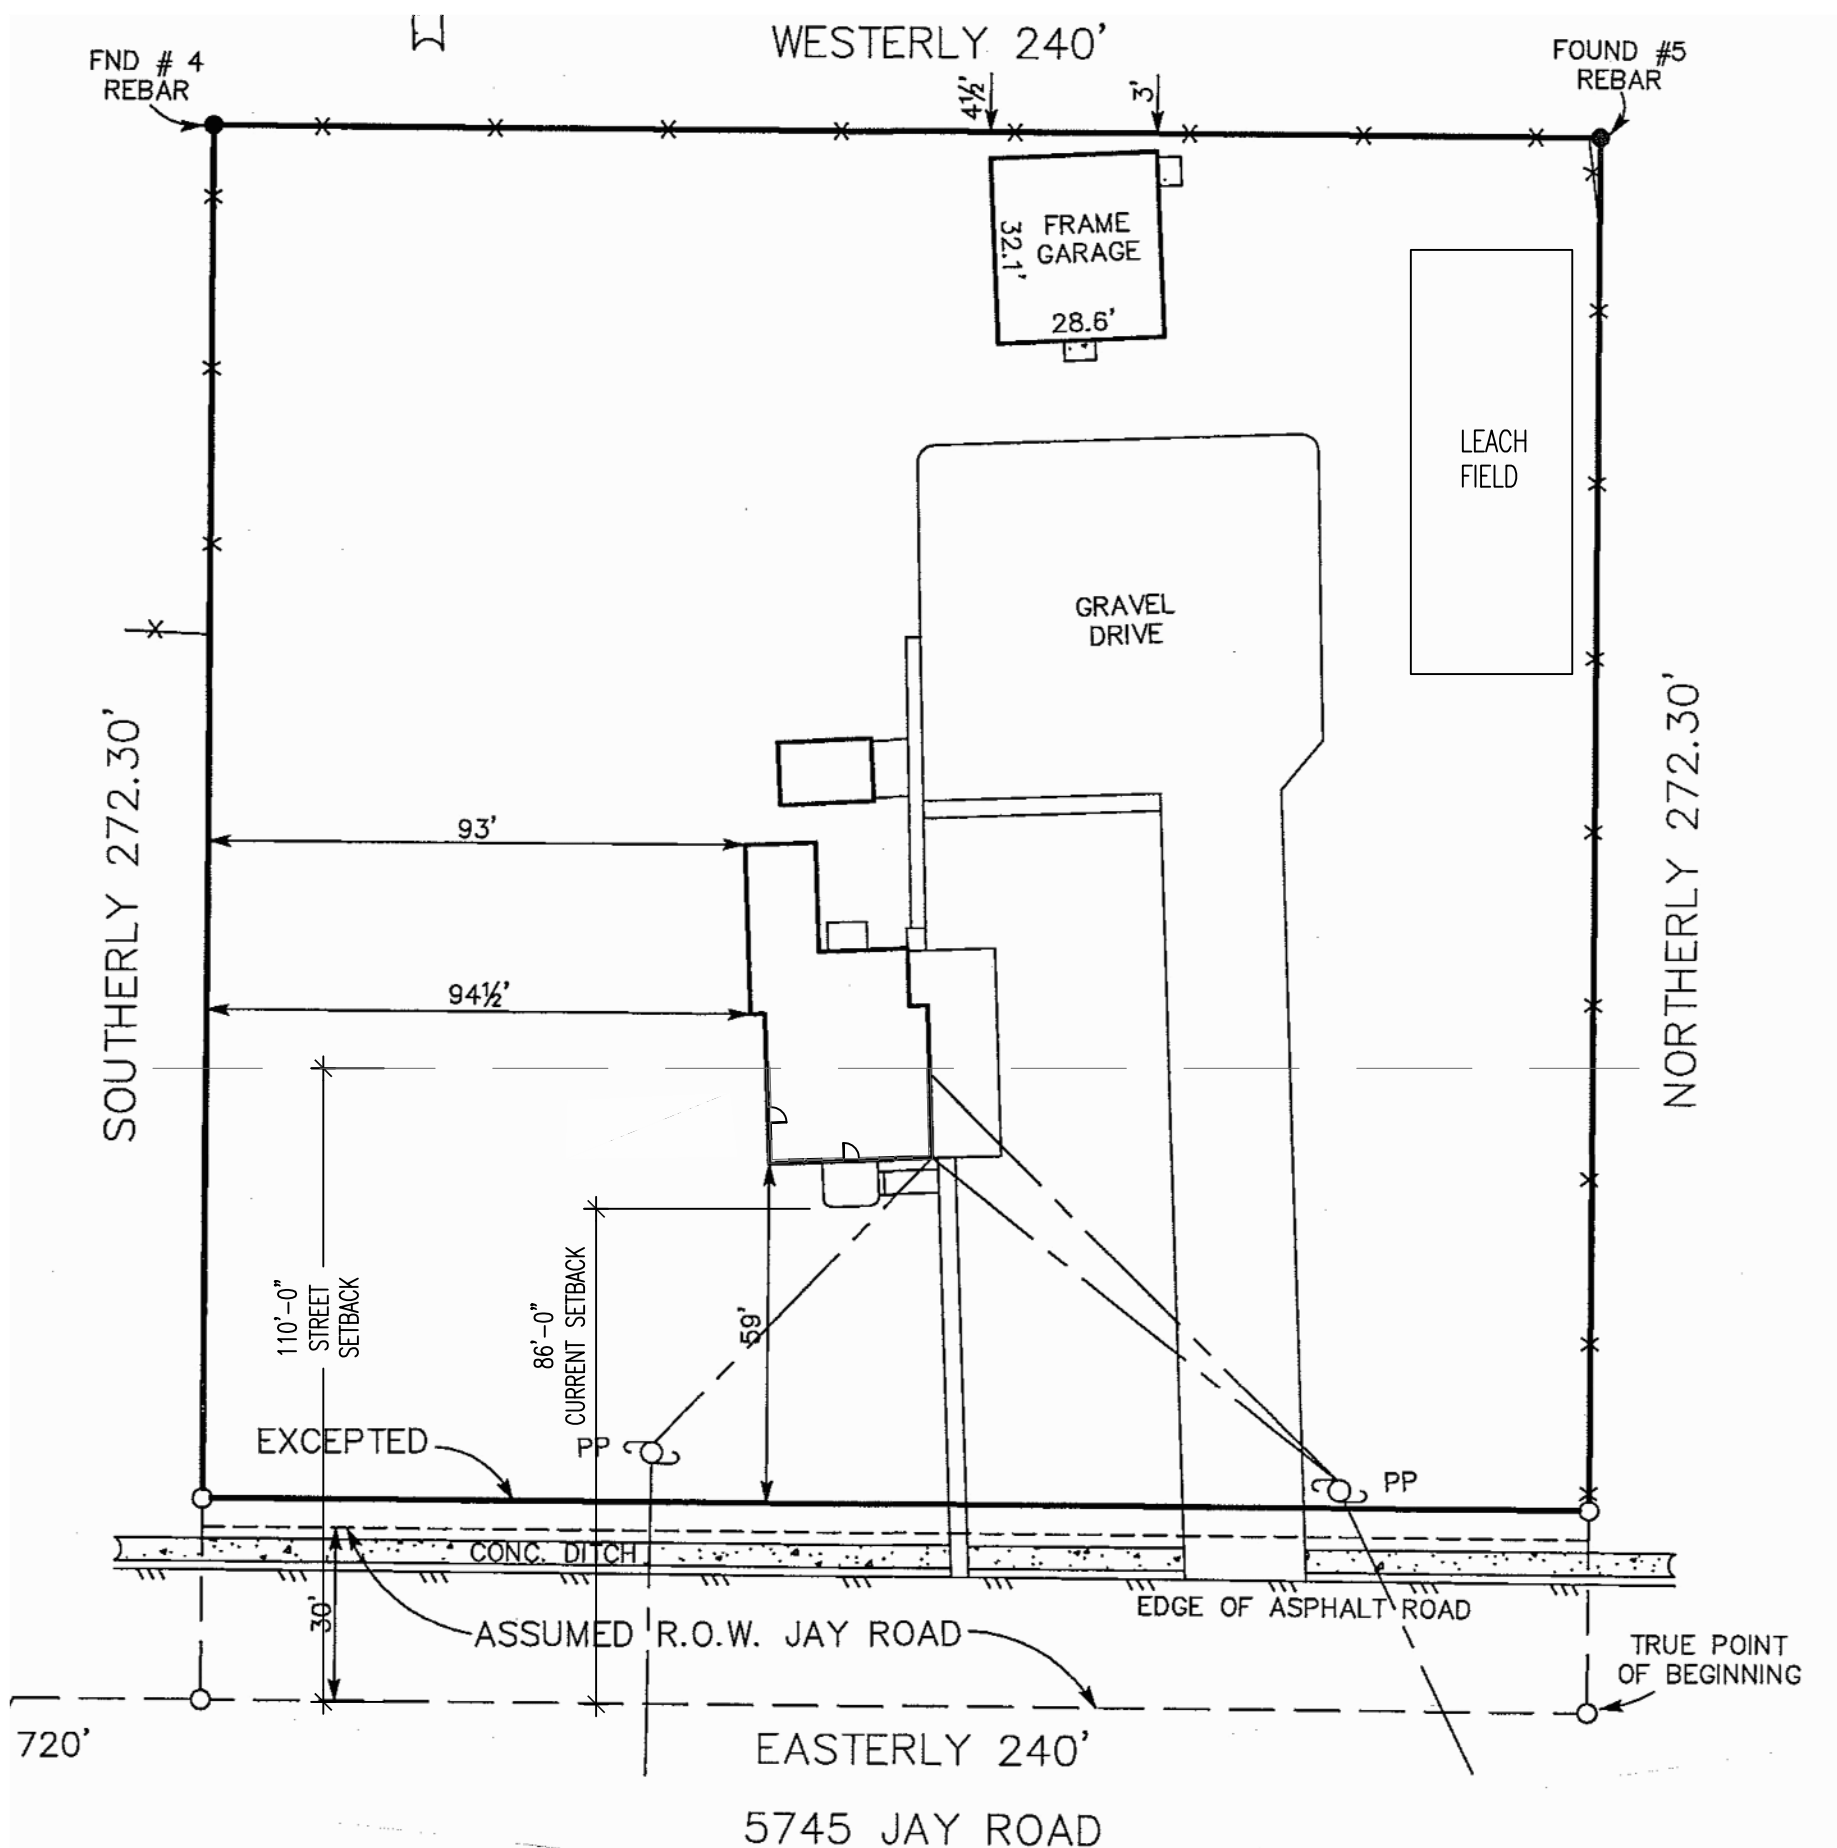 WESTERLY 240'
FND # 4
REBAR
FOUND #5
REBAR
4½'
3'
FRAME
GARAGE
32.1'
28.6'
LEACH
FIELD
GRAVEL
DRIVE
SOUTHERLY 272.30'
NORTHERLY 272.30'
93'
94½'
110'-0"
STREET
SETBACK
86'-0"
CURRENT SETBACK
59'
EXCEPTED
PP
PP
CONC. DITCH
30'
EDGE OF ASPHALT ROAD
ASSUMED R.O.W. JAY ROAD
TRUE POINT
OF BEGINNING
720'
EASTERLY 240'
5745 JAY ROAD